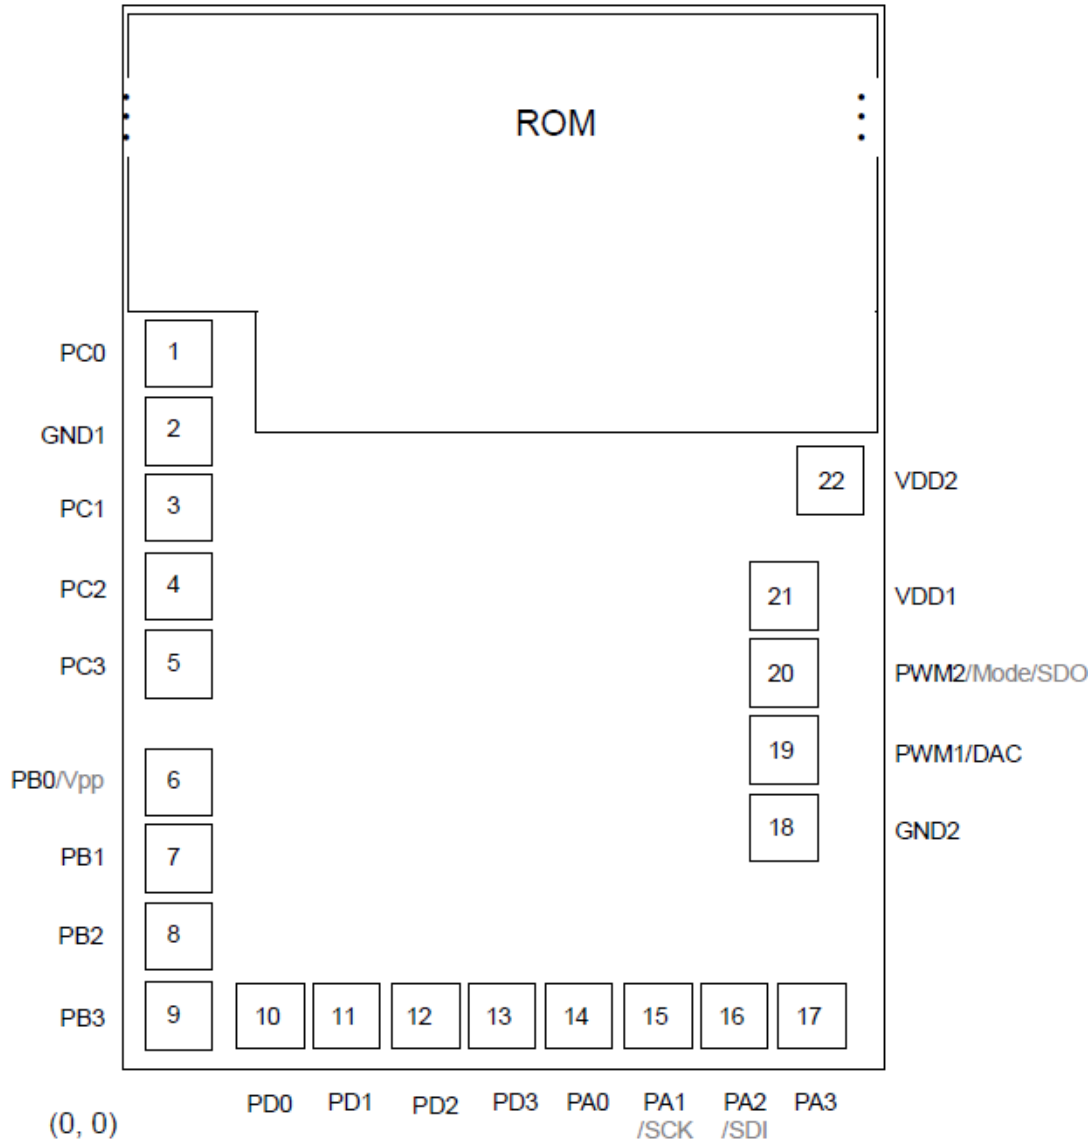 ROM
PC0 1
GND1 2
PC1 3
PC2 4
PC3 5
PB0/Vpp 6
PB1 7
PB2 8
PB3 9
22 VDD2
21 VDD1
20 PWM2/Mode/SDO
19 PWM1/DAC
18 GND2
10 11 12 13 14 15 16 17
PD0 PD1 PD2 PD3 PA0 PA1 PA2 PA3
/SCK /SDI
(0, 0)